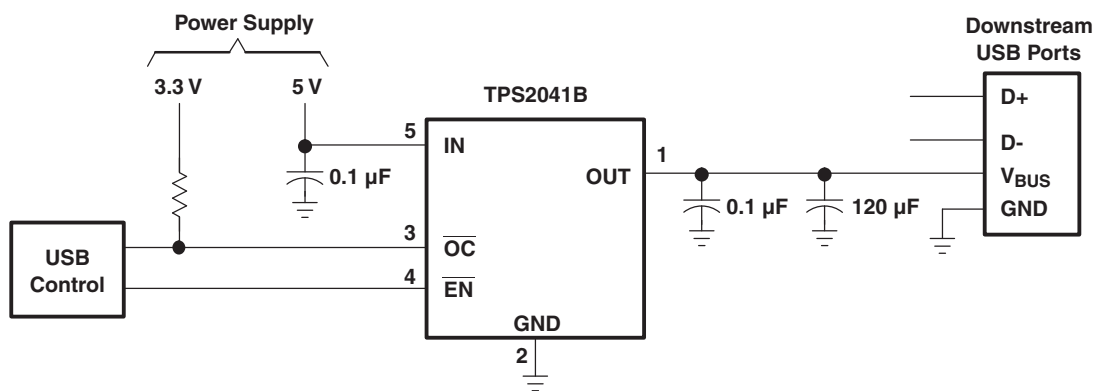 Power Supply
3.3 V
5 V
TPS2041B
Downstream
USB Ports
D+
D-
V_BUS
GND
5
IN
0.1 µF
1
OUT
0.1 µF
120 µF
USB
Control
3
OC
4
EN
GND
2